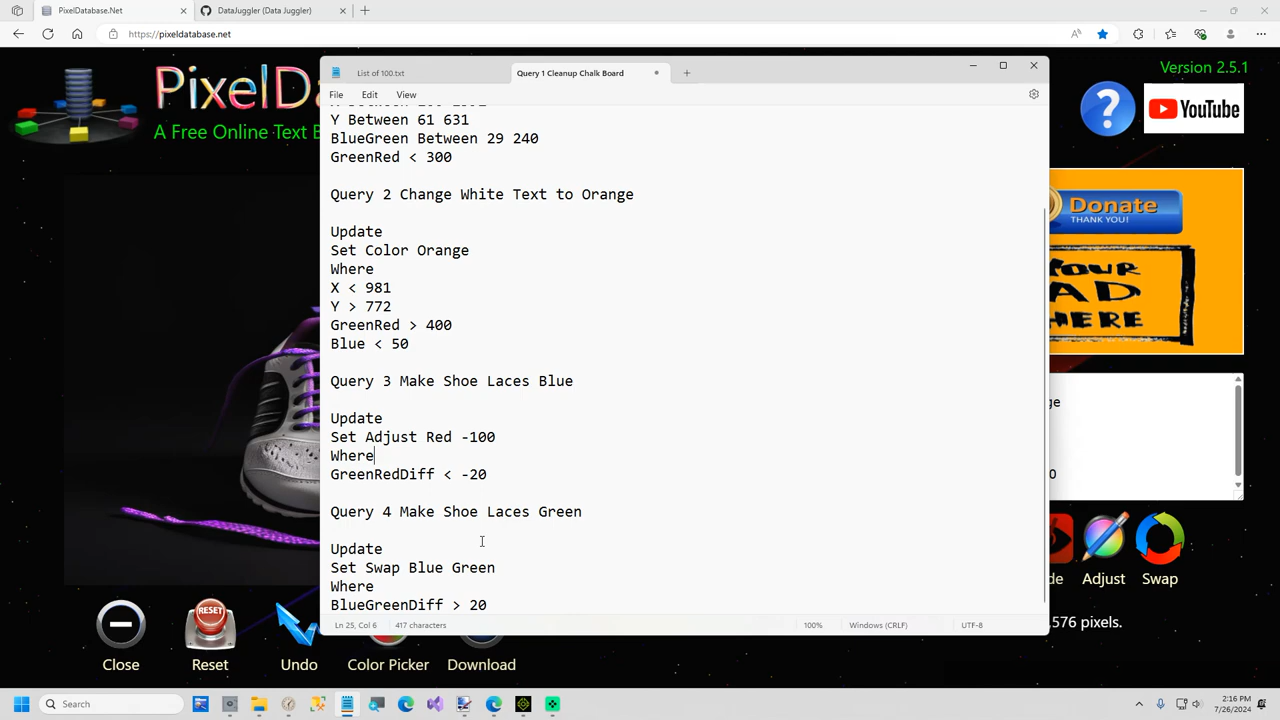 PixelDatabase.Net
DataJuggler (Data Juggler)
https://pixeldatabase.net
PixelDa
A Free Online Text B
Version 2.5.1
YouTube
List of 100.txt
Query 1 Cleanup Chalk Board
File
Edit
View
Y Between 61 631
BlueGreen Between 29 240
GreenRed < 300
Query 2 Change White Text to Orange
Update
Set Color Orange
Where
X < 981
Y > 772
GreenRed > 400
Blue < 50
Query 3 Make Shoe Laces Blue
Update
Set Adjust Red -100
Where
GreenRedDiff < -20
Query 4 Make Shoe Laces Green
Update
Set Swap Blue Green
Where
BlueGreenDiff > 20
Ln 25, Col 6
417 characters
100%
Windows (CRLF)
UTF-8
Donate
THANK YOU!
YOUR
AD
HERE
ge
0
de
Adjust
Swap
576 pixels.
RESET
Close
Reset
Undo
Color Picker
Download
Search
2:16 PM
7/26/2024